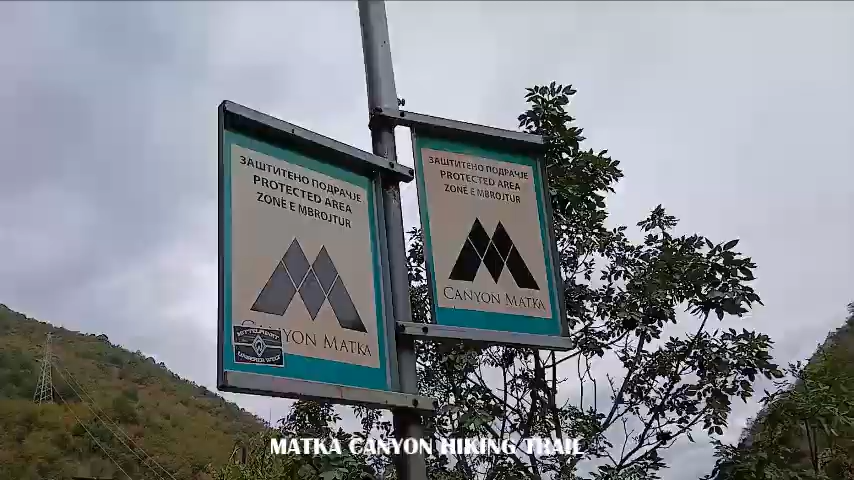 ЗАШТИТЕНО ПОДРАЧЈЕ
PROTECTED AREA
ZONË E MBROJTUR
CANYON MATKA
ЗАШТИТЕНО ПОДРАЧЈЕ
PROTECTED AREA
ZONË E MBROJTUR
CANYON MATKA
MATKA CANYON HIKING TRAIL